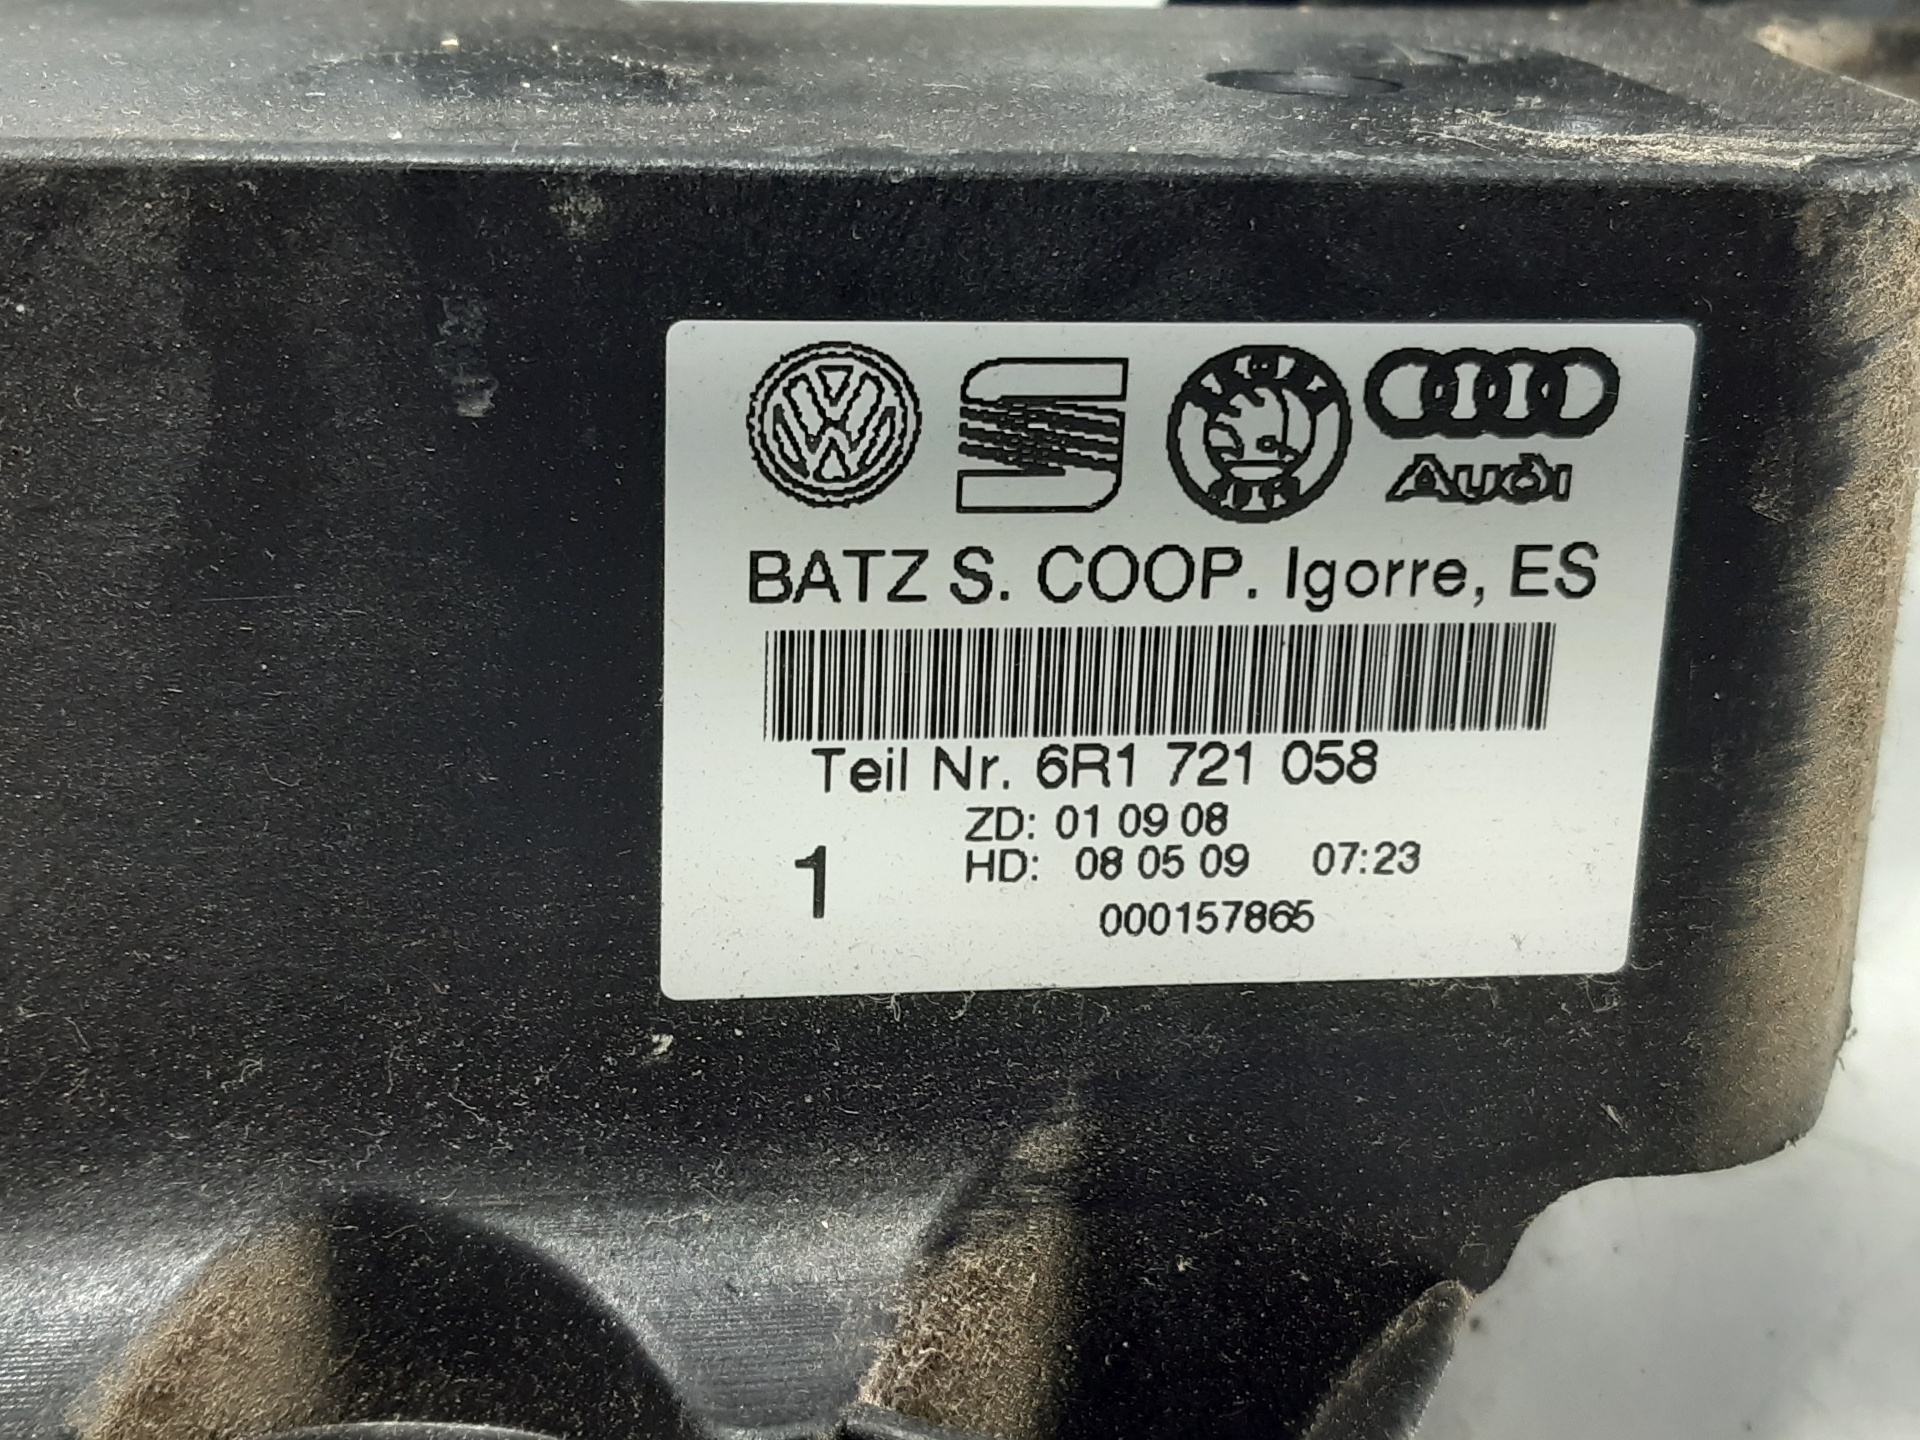 Audi
BATZ S. COOP. Igorre, ES
Teil Nr. 6R1 721 058
ZD: 01 09 08
1 HD: 08 05 09 07:23
000157865